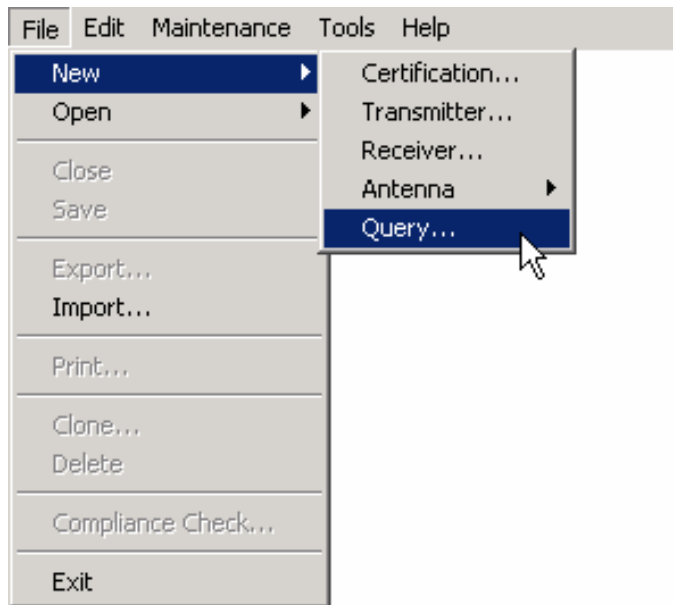 File Edit Maintenance Tools Help
New
Open
Close
Save
Export...
Import...
Print...
Clone...
Delete
Compliance Check...
Exit
Certification...
Transmitter...
Receiver...
Antenna
Query...